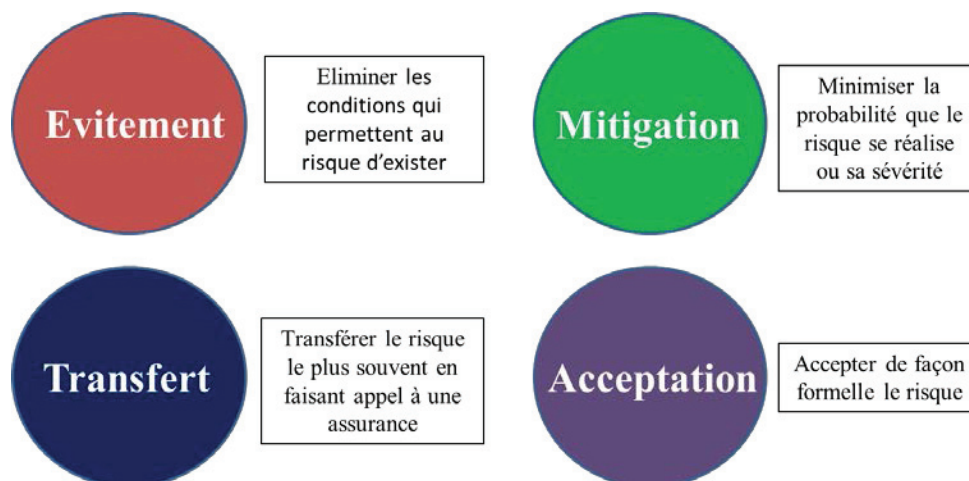 Evitement
Eliminer les
conditions qui
permettent au
risque d'exister
Mitigation
Minimiser la
probabilité que le
risque se réalise
ou sa sévérité
Transfert
Transférer le risque
le plus souvent en
faisant appel à une
assurance
Acceptation
Accepter de façon
formelle le risque